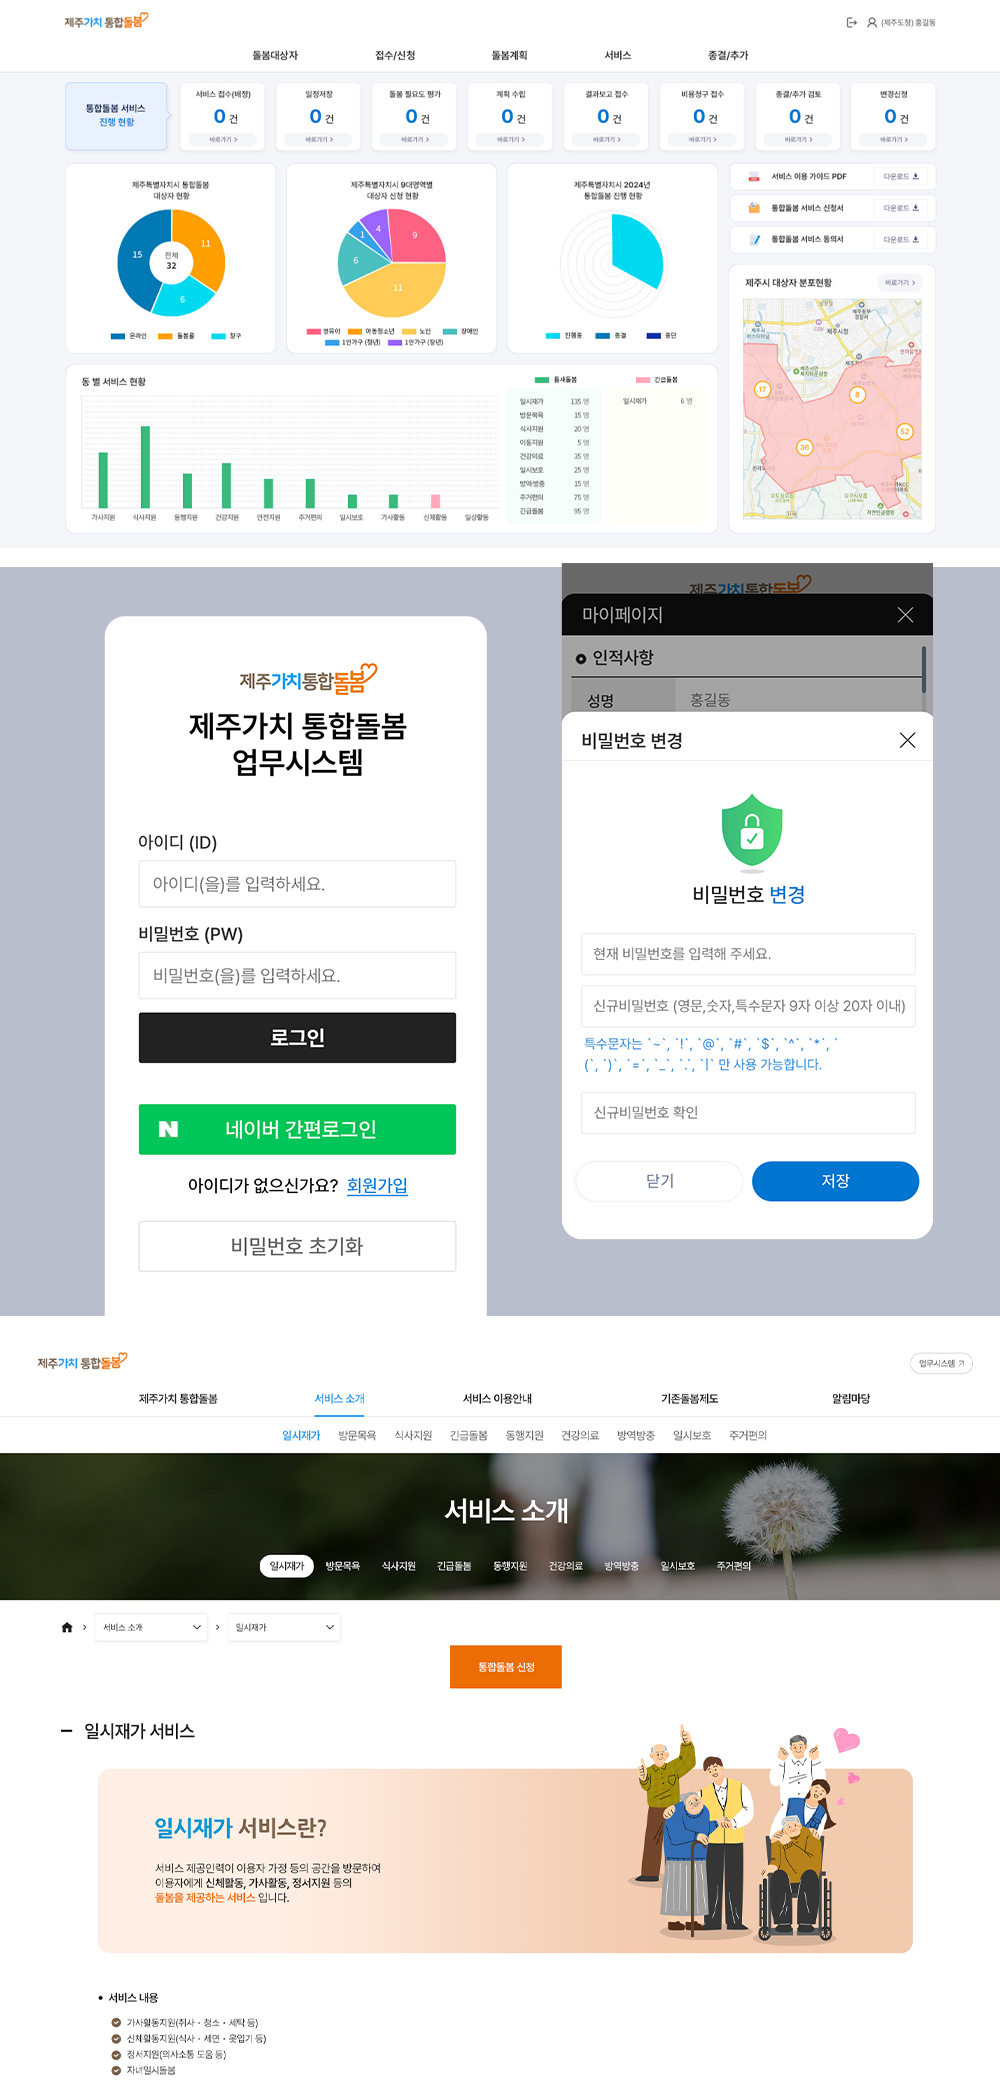 제주가치 통합돌봄
(제주도청) 홍길동
돌봄대상자 접수/신청 돌봄계획 서비스 종결/추가
통합돌봄 서비스
진행 현황
서비스 접수(배정) 일정저장 돌봄 필요도 평가 계획 수립 결과보고 접수 비용청구 접수 종결/추가 검토 변경신청
0 건 0 건 0 건 0 건 0 건 0 건 0 건 0 건
바로가기 > 바로가기 > 바로가기 > 바로가기 > 바로가기 > 바로가기 > 바로가기 > 바로가기 >
제주특별자치시 통합돌봄
대상자 현황
15
11
6
전체
32
온라인 돌봄콜 창구
제주특별자치시 9대영역별
대상자 신청 현황
1
4
9
6
11
영유아 아동청소년 노인 장애인
1인가구 (청년) 1인가구 (장년)
제주특별자치시 2024년
통합돌봄 진행 현황
진행중 종결 중단
서비스 이용 가이드 PDF 다운로드
통합돌봄 서비스 신청서 다운로드
통합돌봄 서비스 동의서 다운로드
제주시 대상자 분포현황 바로가기 >
17
8
36
52
동 별 서비스 현황
가사지원 식사지원 동행지원 건강지원 안전지원 주거편의 일시보호 가사활동 신체활동 일상활동
틈새돌봄 긴급돌봄
일시재가 135 명
방문목욕 15 명
식사지원 20 명
이동지원 5 명
건강의료 35 명
일시보호 25 명
방역·방충 15 명
주거편의 75 명
긴급돌봄 95 명
일시재가 6 명
제주가치통합돌봄
제주가치 통합돌봄
업무시스템
아이디 (ID)
아이디(을)를 입력하세요.
비밀번호 (PW)
비밀번호(을)를 입력하세요.
로그인
N 네이버 간편로그인
아이디가 없으신가요? 회원가입
비밀번호 초기화
제주가치통합돌봄
마이페이지
인적사항
성명 홍길동
비밀번호 변경
비밀번호 변경
현재 비밀번호를 입력해 주세요.
신규비밀번호 (영문,숫자,특수문자 9자 이상 20자 이내)
특수문자는 `~`, `!`, `@`, `#`, `$`, `^`, `*`, `
(`, `)`, `=`, `_`, `.`, `|` 만 사용 가능합니다.
신규비밀번호 확인
닫기 저장
제주가치 통합돌봄
업무시스템
제주가치 통합돌봄 서비스 소개 서비스 이용안내 기존돌봄제도 알림마당
일시재가 방문목욕 식사지원 긴급돌봄 동행지원 건강의료 방역방충 일시보호 주거편의
서비스 소개
일시재가 방문목욕 식사지원 긴급돌봄 동행지원 건강의료 방역방충 일시보호 주거편의
> 서비스 소개 > 일시재가
통합돌봄 신청
일시재가 서비스
일시재가 서비스란?
서비스 제공인력이 이용자 가정 등의 공간을 방문하여
이용자에게 신체활동, 가사활동, 정서지원 등의
돌봄을 제공하는 서비스 입니다.
• 서비스 내용
가사활동지원(취사・청소・세탁 등)
신체활동지원(식사・세면・옷입기 등)
정서지원(의사소통 도움 등)
자녀일시돌봄